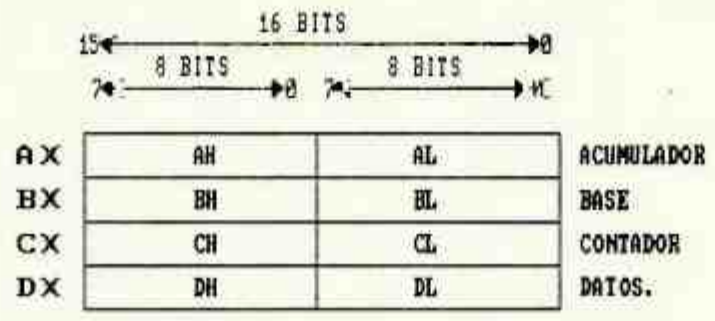 16 BITS
15 0
8 BITS 8 BITS
7 0 7
AX AH AL ACUMULADOR
BX BH BL BASE
CX CH CL CONTADOR
DX DH DL DATOS.